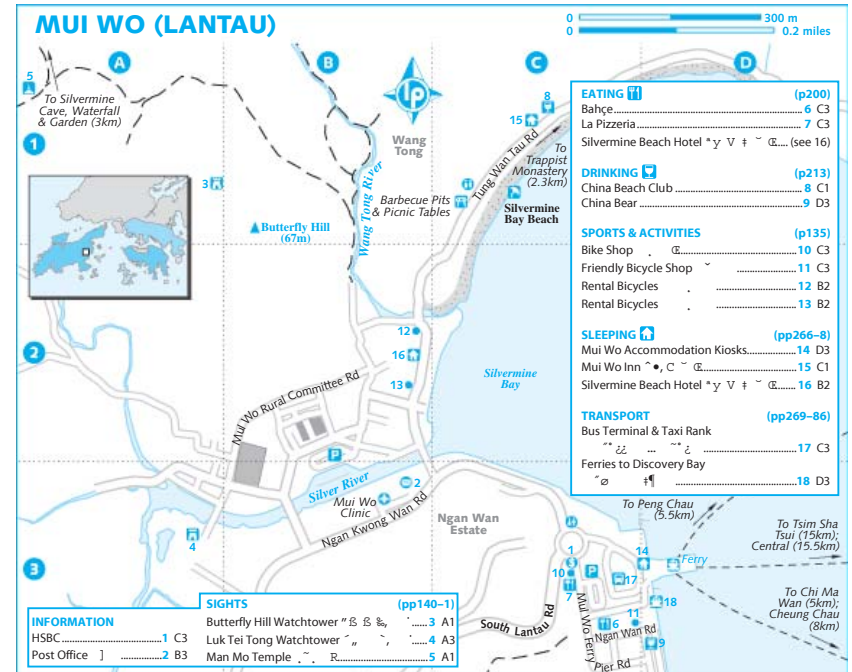 MUI WO (LANTAU)
0 300 m
0 0.2 miles
A
B
C
D
1
2
3
5
To Silvermine
Cave, Waterfall
& Garden (3km)
lp
Wang
Tong
8
15
Tung Wan Tau Rd
To
Trappist
Monastery
(2.3km)
3
Barbecue Pits
& Picnic Tables
Silvermine
Bay Beach
Butterfly Hill
(67m)
Wang Tong River
12
16
13
Silvermine
Bay
Mui Wo Rural Committee Rd
P
Silver River
2
Mui Wo
Clinic
Ngan Kwong Wan Rd
Ngan Wan
Estate
4
1
10
7
P
14
17
Ferry
18
6
11
9
South Lantau Rd
Mui Wo Ferry
Pier Rd
Ngan Wan Rd
To Peng Chau
(5.5km)
To Tsim Sha
Tsui (15km);
Central (15.5km)
To Chi Ma
Wan (5km);
Cheung Chau
(8km)
EATING (p200)
Bahçe 6 C3
La Pizzeria 7 C3
Silvermine Beach Hotel (see 16)
DRINKING (p213)
China Beach Club 8 C1
China Bear 9 D3
SPORTS & ACTIVITIES (p135)
Bike Shop 10 C3
Friendly Bicycle Shop 11 C3
Rental Bicycles 12 B2
Rental Bicycles 13 B2
SLEEPING (pp266–8)
Mui Wo Accommodation Kiosks 14 D3
Mui Wo Inn 15 C1
Silvermine Beach Hotel 16 B2
TRANSPORT (pp269–86)
Bus Terminal & Taxi Rank
17 C3
Ferries to Discovery Bay
18 D3
INFORMATION
HSBC 1 C3
Post Office 2 B3
SIGHTS (pp140–1)
Butterfly Hill Watchtower 3 A1
Luk Tei Tong Watchtower 4 A3
Man Mo Temple 5 A1